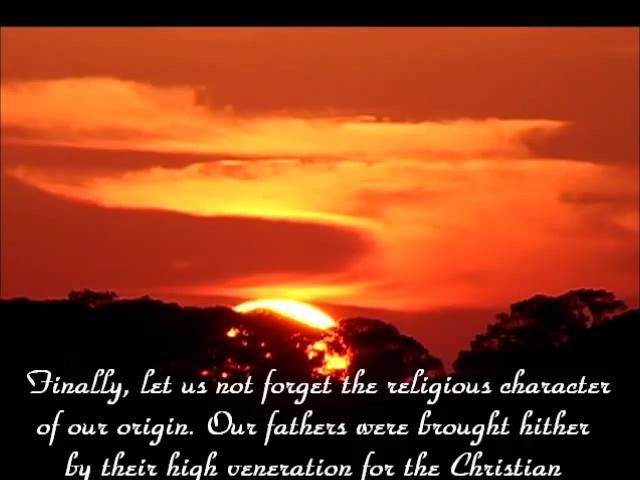 Finally, let us not forget the religious character
of our origin. Our fathers were brought hither
by their high veneration for the Christian